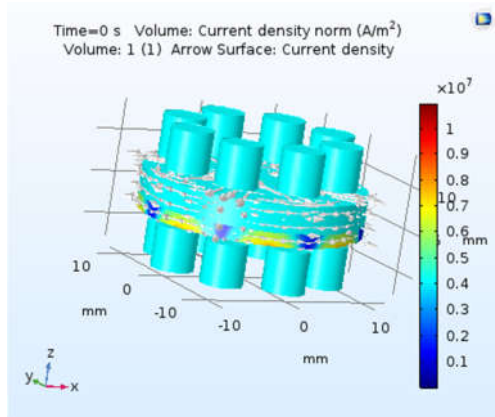 Time=0 s   Volume: Current density norm (A/m²)
Volume: 1 (1)  Arrow Surface: Current density
×10⁷
1
0.9
0.8
0.7
10
0.6
mm
0.5
0.4
0.3
0.2
0.1
10
0
-10
mm
-10
0
10
mm
z
y
x